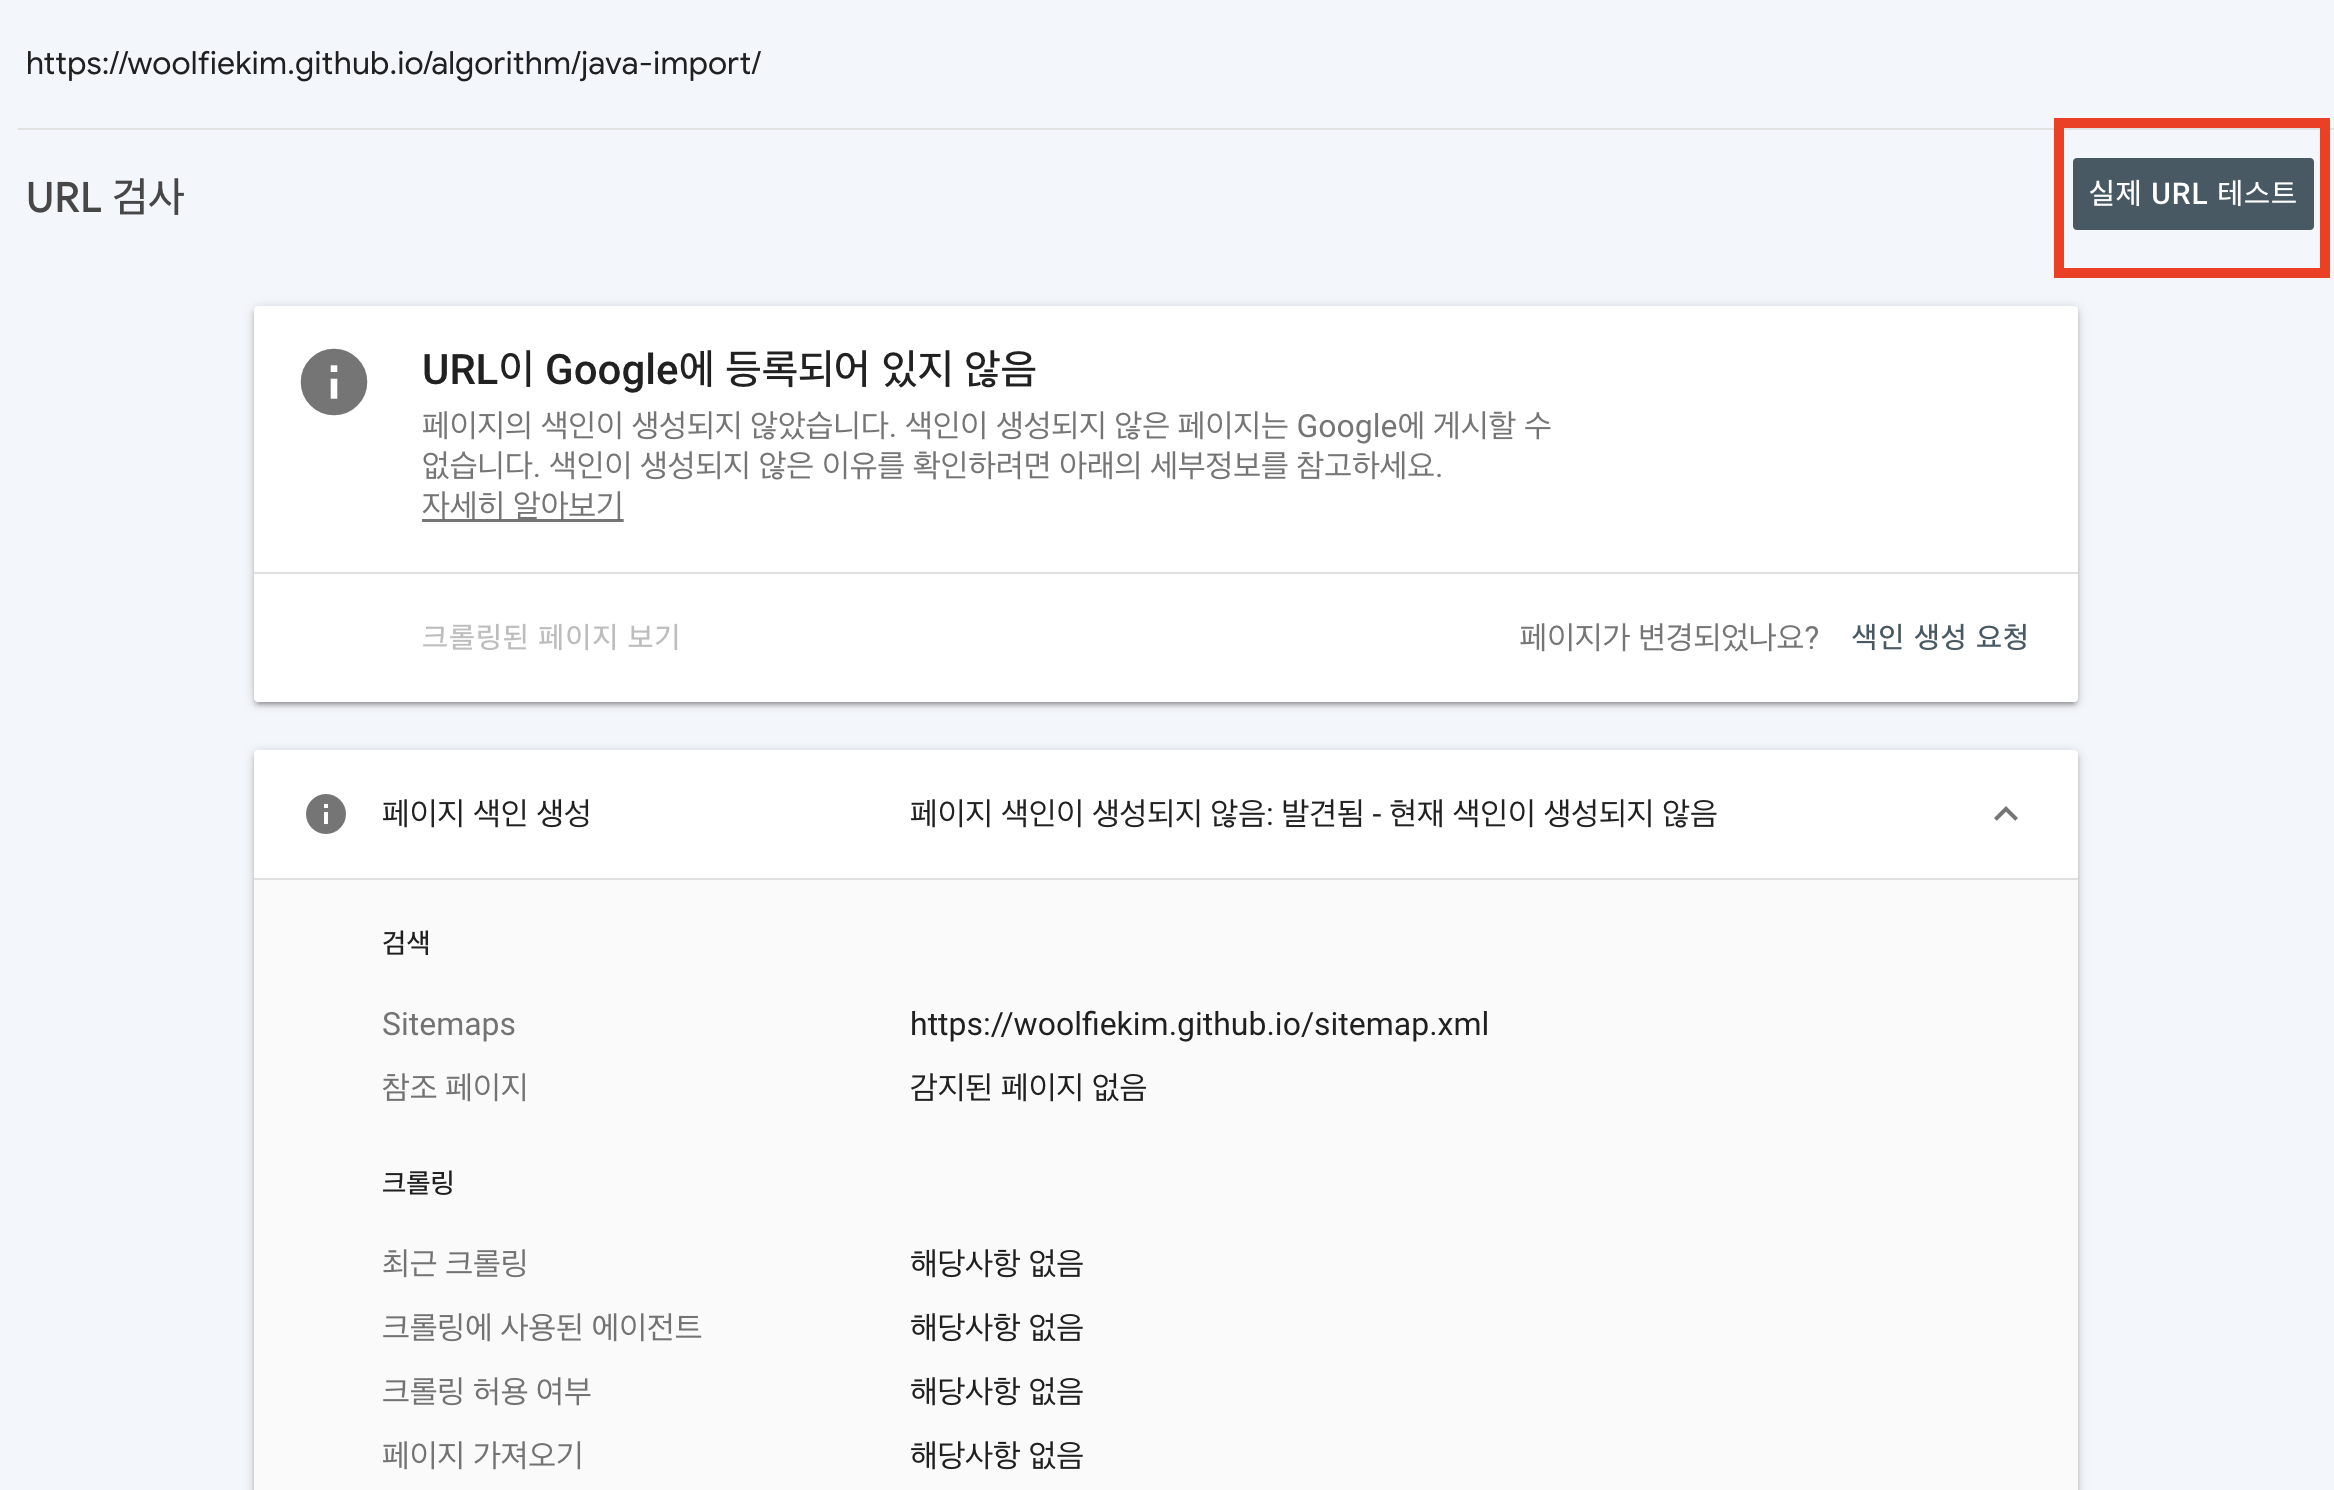 https://woolfiekim.github.io/algorithm/java-import/
URL 검사
실제 URL 테스트
URL이 Google에 등록되어 있지 않음
페이지의 색인이 생성되지 않았습니다. 색인이 생성되지 않은 페이지는 Google에 게시할 수
없습니다. 색인이 생성되지 않은 이유를 확인하려면 아래의 세부정보를 참고하세요.
자세히 알아보기
크롤링된 페이지 보기
페이지가 변경되었나요? 색인 생성 요청
페이지 색인 생성
페이지 색인이 생성되지 않음: 발견됨 - 현재 색인이 생성되지 않음
검색
Sitemaps
https://woolfiekim.github.io/sitemap.xml
참조 페이지
감지된 페이지 없음
크롤링
최근 크롤링
해당사항 없음
크롤링에 사용된 에이전트
해당사항 없음
크롤링 허용 여부
해당사항 없음
페이지 가져오기
해당사항 없음